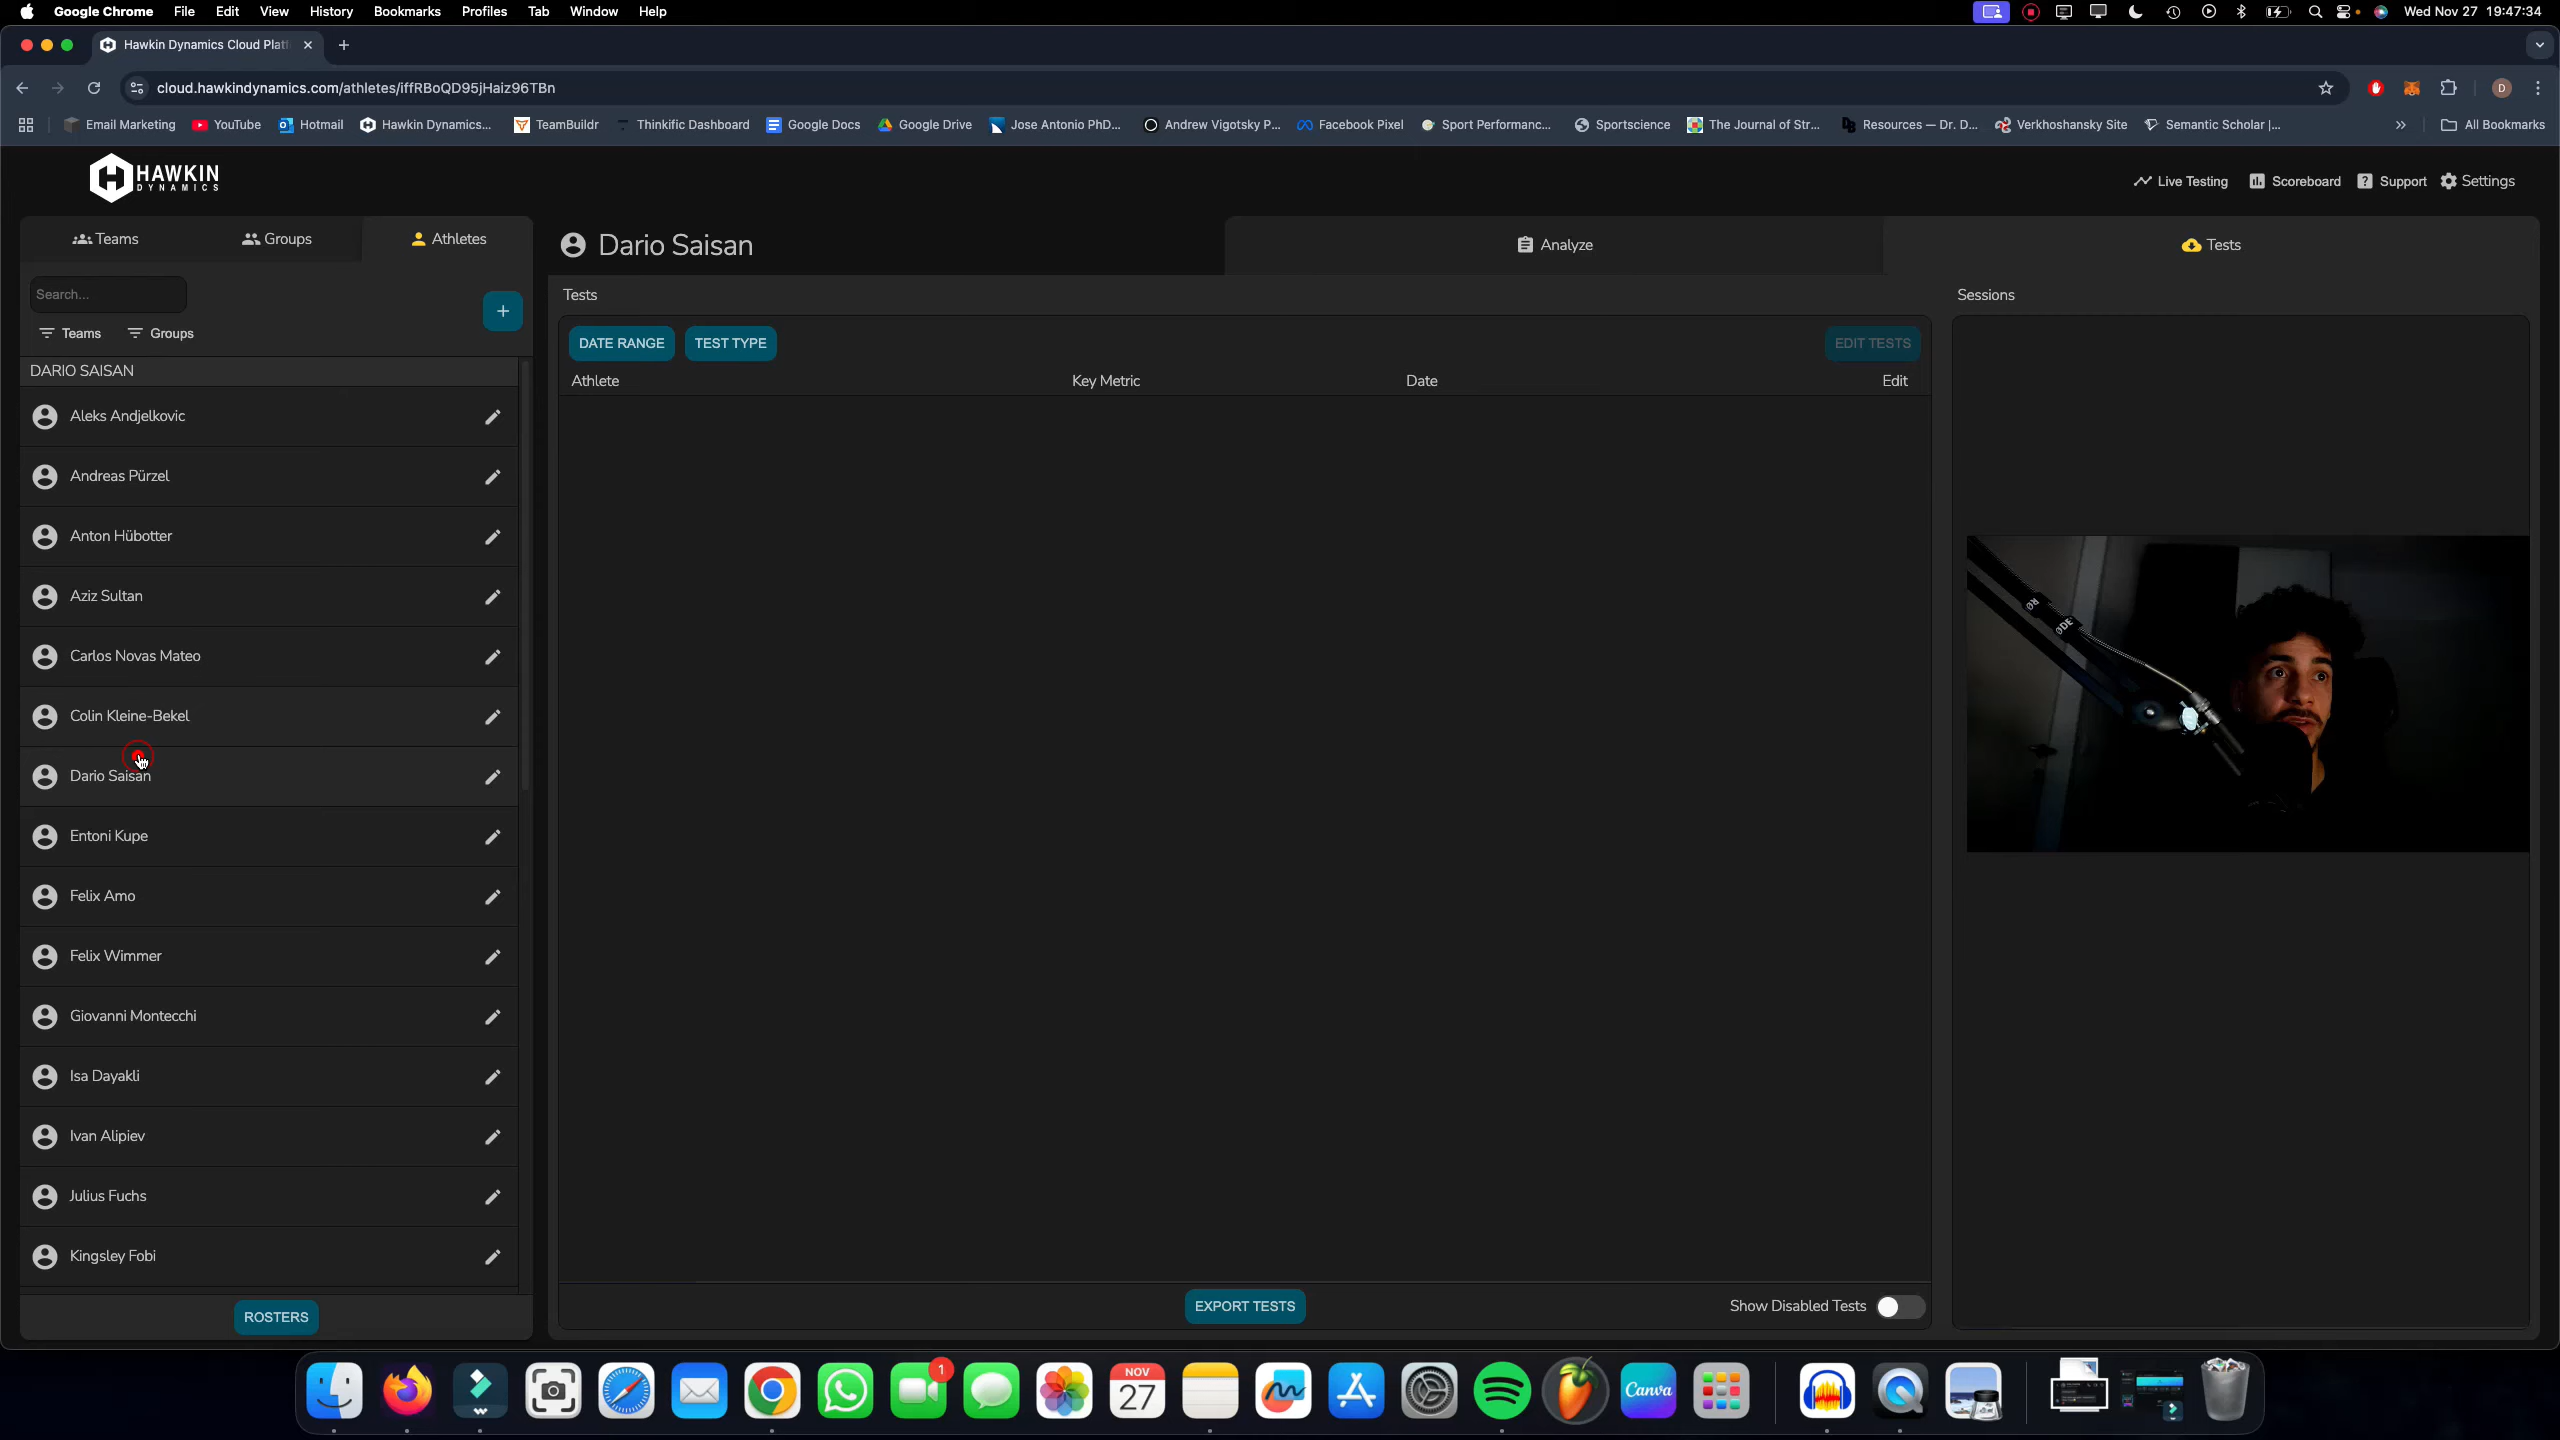 Google Chrome File Edit View History Bookmarks Profiles Tab Window Help Wed Nov 27 19:47:34
Hawkin Dynamics Cloud Platf
cloud.hawkindynamics.com/athletes/iffRBoQD95jHaiz96TBn D
Email Marketing YouTube Hotmail Hawkin Dynamics... TeamBuildr Thinkific Dashboard Google Docs Google Drive Jose Antonio PhD... Andrew Vigotsky P... Facebook Pixel Sport Performanc... Sportscience The Journal of Str... Resources — Dr. D... Verkhoshansky Site Semantic Scholar |... » All Bookmarks
HAWKIN
DYNAMICS
Live Testing Scoreboard Support Settings
Teams Groups Athletes
Dario Saisan Analyze Tests
Search...
+
Teams Groups
Tests Sessions
DATE RANGE TEST TYPE EDIT TESTS
Athlete Key Metric Date Edit
DARIO SAISAN
Aleks Andjelkovic
Andreas Pürzel
Anton Hübotter
Aziz Sultan
Carlos Novas Mateo
Colin Kleine-Bekel
Dario Saisan
Entoni Kupe
Felix Amo
Felix Wimmer
Giovanni Montecchi
Isa Dayakli
Ivan Alipiev
Julius Fuchs
Kingsley Fobi
RØ
ØDE
ROSTERS
EXPORT TESTS Show Disabled Tests
1
NOV
27
Canva